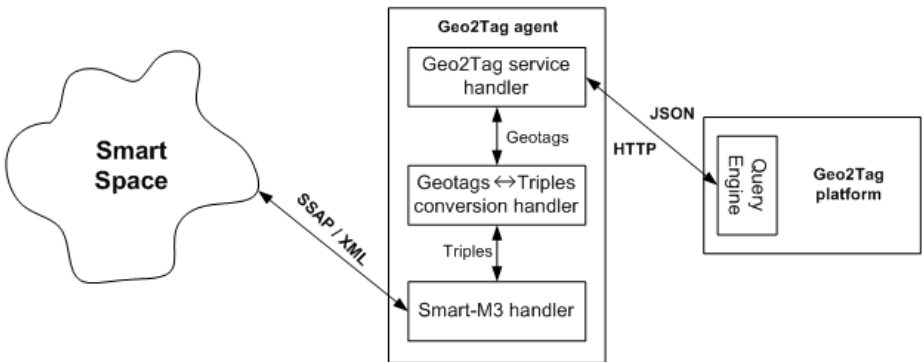 Smart
Space
SSAP / XML
Geo2Tag agent
Geo2Tag service
handler
Geotags
Geotags ↔Triples
conversion handler
Triples
Smart-M3 handler
JSON
HTTP
Query
Engine
Geo2Tag
platform